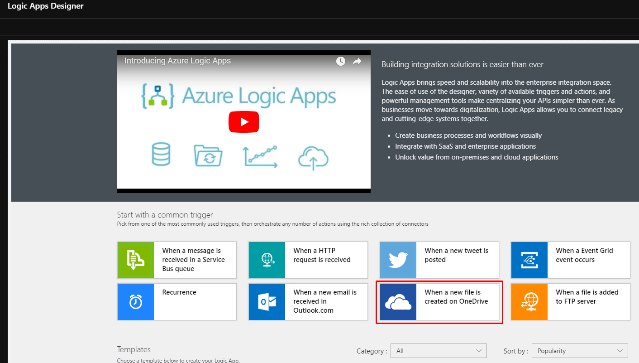 Logic Apps Designer
Introducing Azure Logic Apps
Azure Logic Apps
Building integration solutions is easier than ever
Logic Apps brings speed and scalability into the enterprise integration space.
The ease of use of the designer, variety of available triggers and actions, and
powerful management tools make centralizing your APIs simpler than ever. As
businesses move towards digitalization, Logic Apps allows you to connect legacy
and cutting-edge systems together.
• Create business processes and workflows visually
• Integrate with SaaS and enterprise applications
• Unlock value from on-premises and cloud applications
Start with a common trigger
Pick from one of the most commonly used triggers, then orchestrate any number of actions using the rich collection of connectors
When a message is
received in a Service
Bus queue
When a HTTP
request is received
When a new tweet is
posted
When a Event Grid
event occurs
Recurrence
When a new email is
received in
Outlook.com
When a new file is
created on OneDrive
When a file is added
to FTP server
Templates
Choose a template below to create your Logic App.
Category : All
Sort by : Popularity